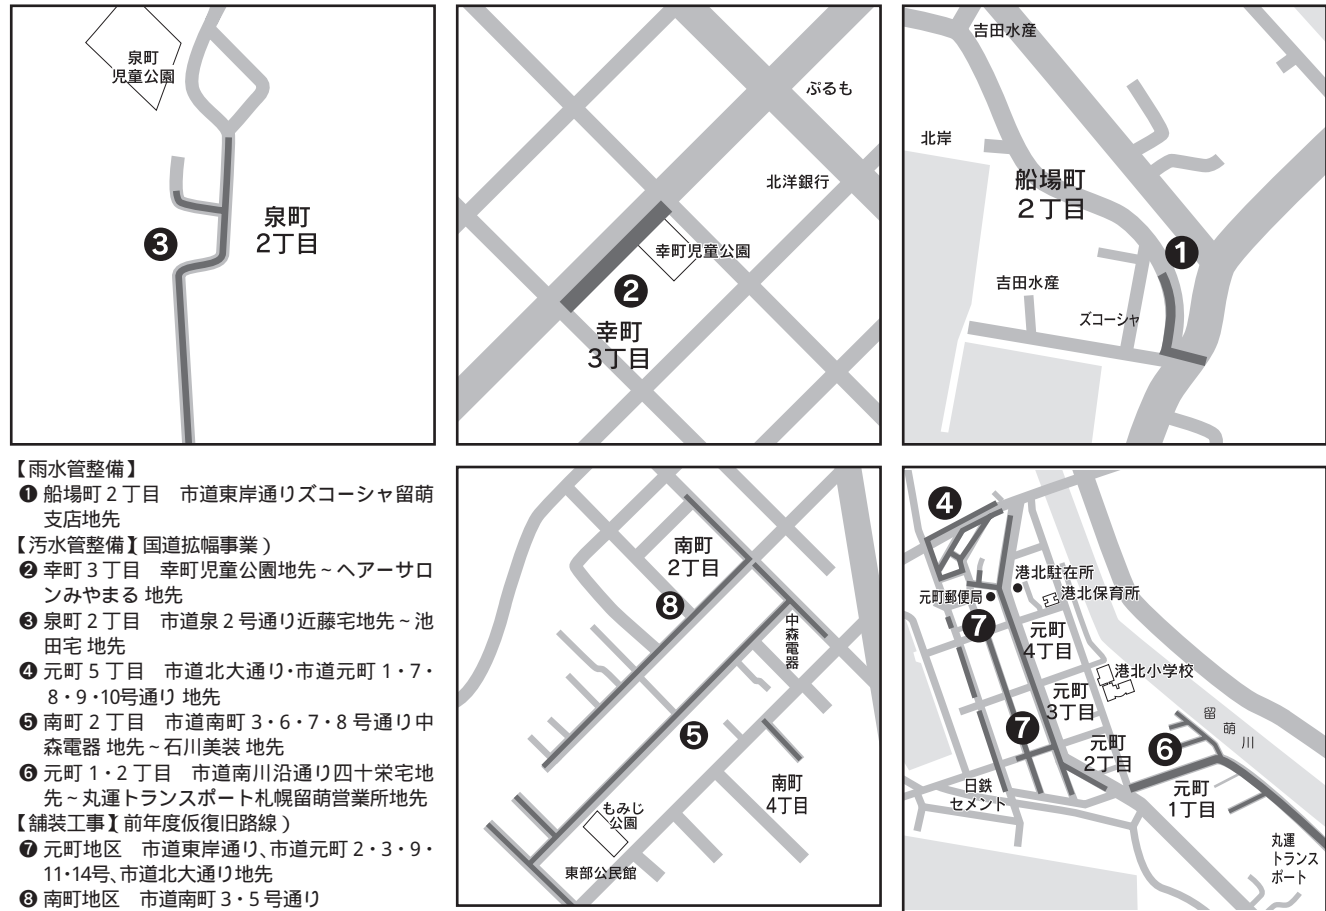 泉町
児童公園
❸
泉町
2丁目
ぷるも
北洋銀行
幸町児童公園
❷
幸町
3丁目
吉田水産
北岸
船場町
2丁目
❶
吉田水産
ズコーシャ
【雨水管整備】
❶ 船場町2丁目　市道東岸通りズコーシャ留萌
支店地先
【汚水管整備】(国道拡幅事業)
❷ 幸町3丁目　幸町児童公園地先~ヘアーサロ
ンみやまる 地先
❸ 泉町2丁目　市道泉2号通り近藤宅地先~池
田宅 地先
❹ 元町5丁目　市道北大通り・市道元町1・7・
8・9・10号通り 地先
❺ 南町2丁目　市道南町3・6・7・8号通り中
森電器 地先~石川美装 地先
❻ 元町1・2丁目　市道南川沿通り四十栄宅地
先~丸運トランスポート札幌留萌営業所地先
【舗装工事】(前年度仮復旧路線)
❼ 元町地区　市道東岸通り、市道元町2・3・9・
11・14号、市道北大通り地先
❽ 南町地区　市道南町3・5号通り
南町
2丁目
❽
中森電器
❺
南町
4丁目
もみじ
公園
東部公民館
❹
港北駐在所
元町郵便局
港北保育所
❼
元町
4丁目
港北小学校
元町
3丁目
❼
留萌川
元町
2丁目
❻
日鉄
セメント
元町
1丁目
丸運
トランス
ポート